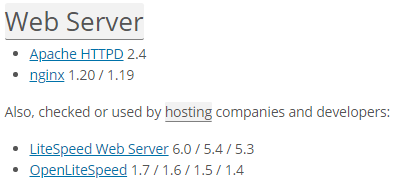 Web Server
Apache HTTPD 2.4
nginx 1.20 / 1.19
Also, checked or used by hosting companies and developers:
LiteSpeed Web Server 6.0 / 5.4 / 5.3
OpenLiteSpeed 1.7 / 1.6 / 1.5 / 1.4